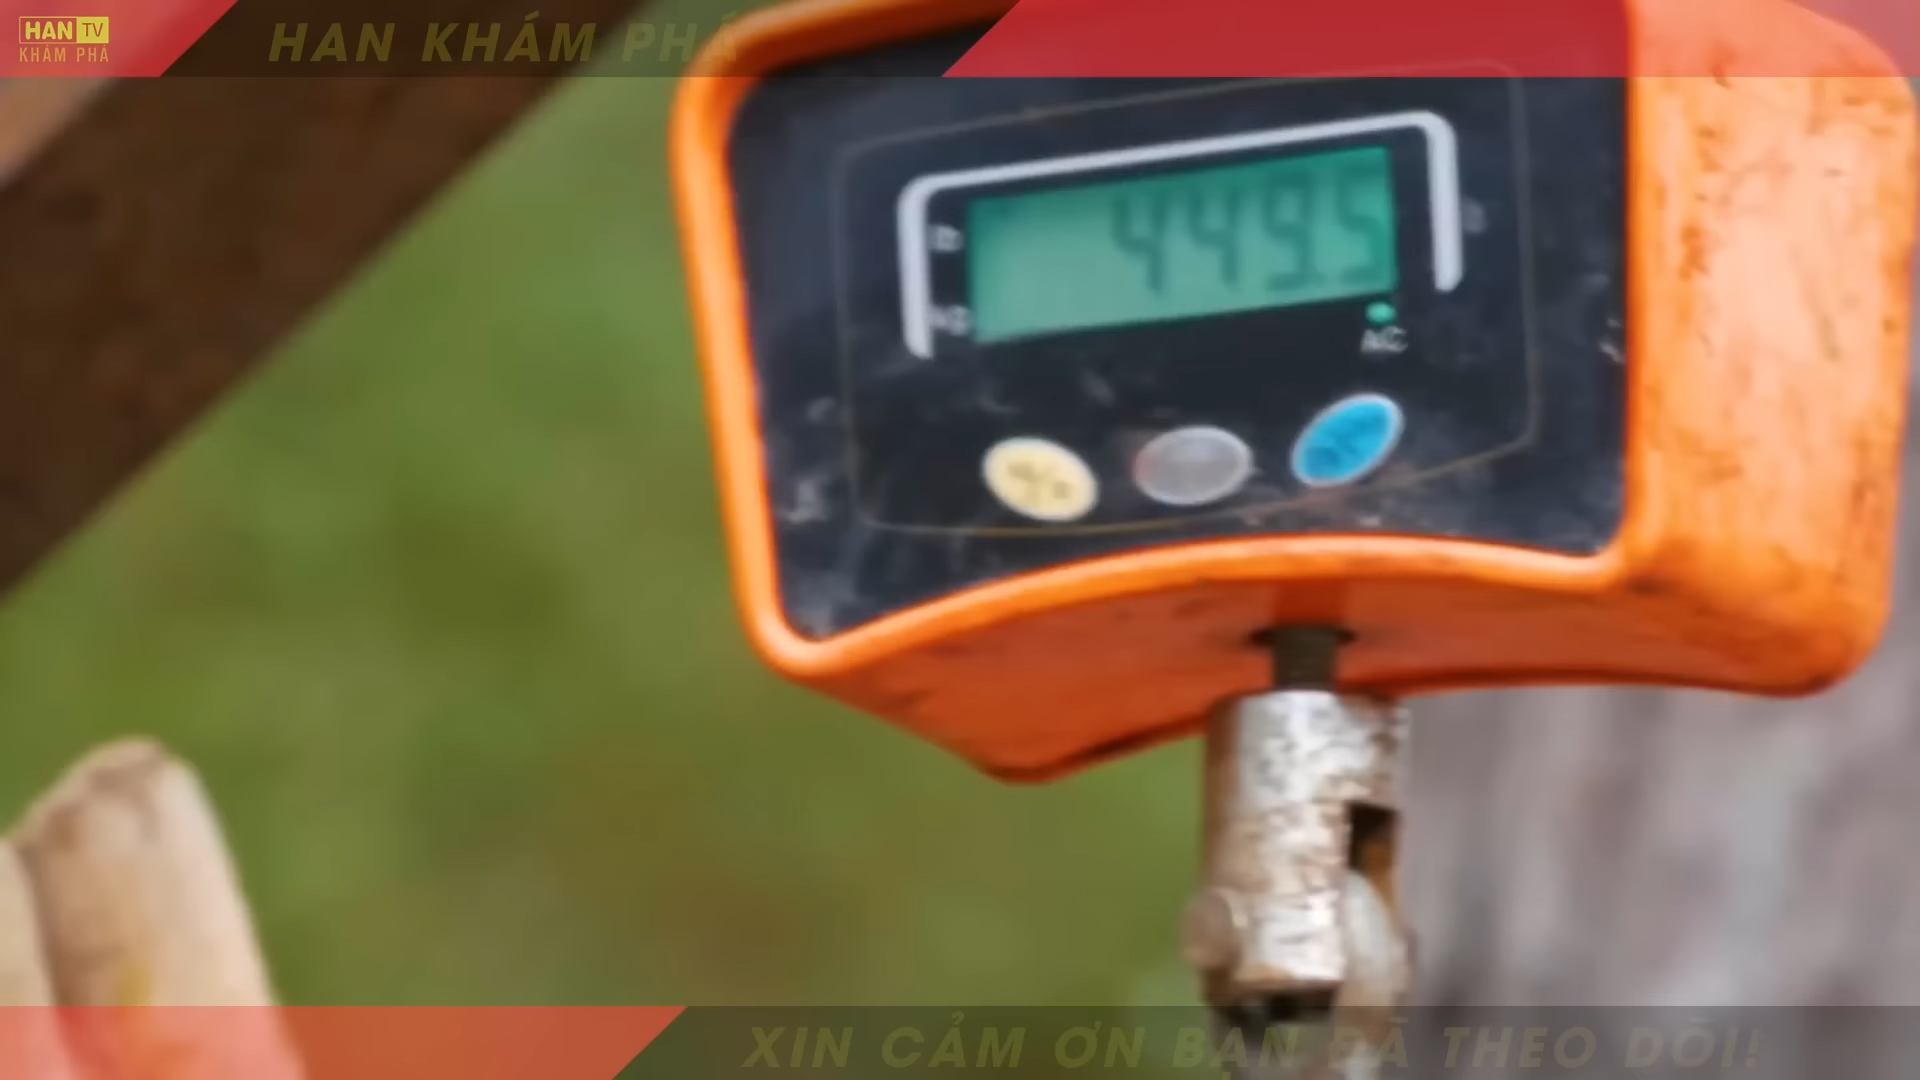 HAN TV
KHÁM PHÁ
HAN KHÁM PHÁ
449.5
AC
XIN CẢM ƠN BẠN ĐÃ THEO DÕI!